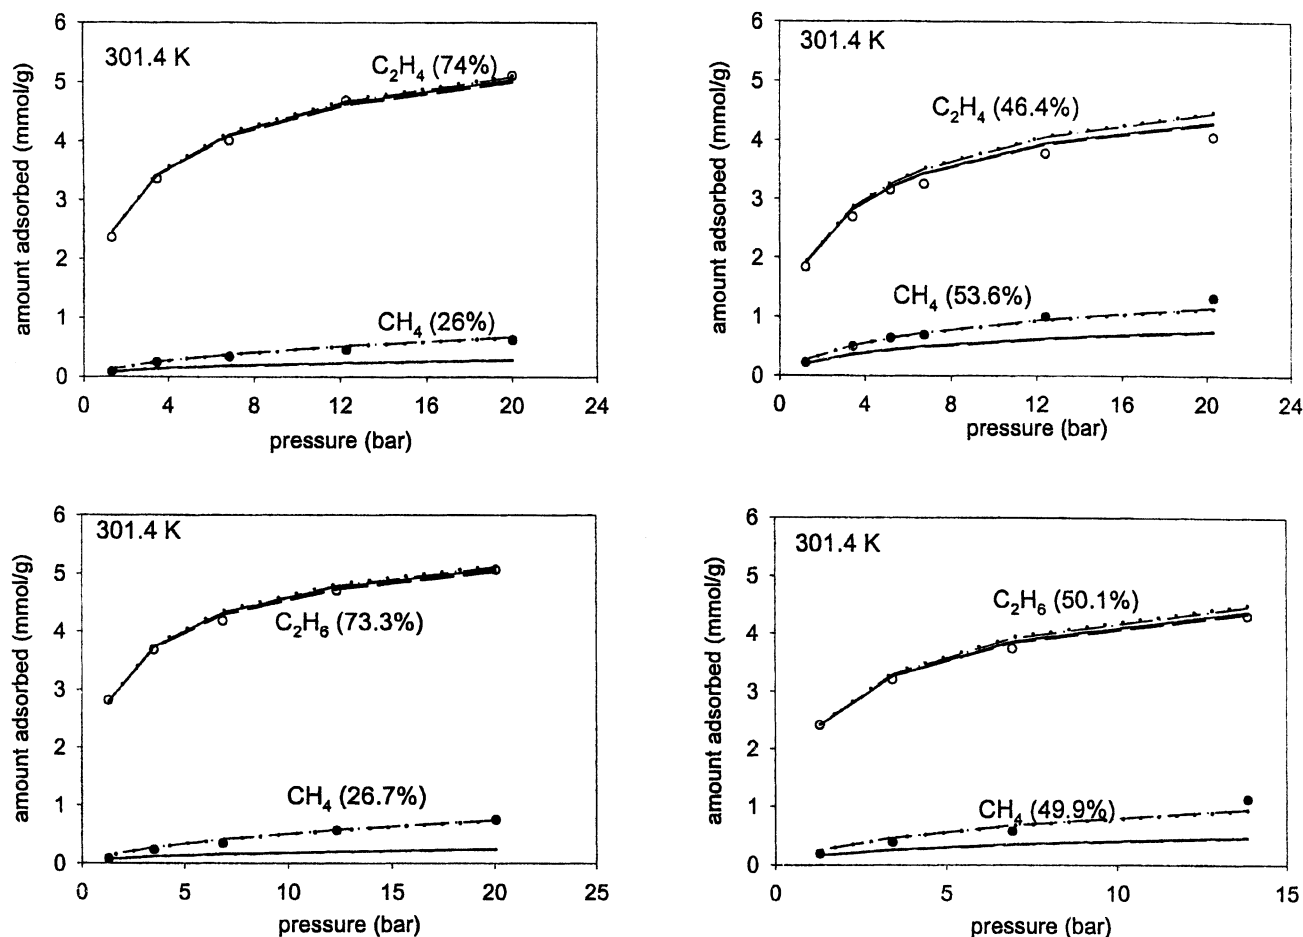 6
5
4
3
2
1
0
amount adsorbed (mmol/g)
301.4 K
C₂H₄ (74%)
CH₄ (26%)
0 4 8 12 16 20 24
pressure (bar)
6
5
4
3
2
1
0
amount adsorbed (mmol/g)
301.4 K
C₂H₄ (46.4%)
CH₄ (53.6%)
0 4 8 12 16 20 24
pressure (bar)
6
5
4
3
2
1
0
amount adsorbed (mmol/g)
301.4 K
C₂H₆ (73.3%)
CH₄ (26.7%)
0 5 10 15 20 25
pressure (bar)
6
5
4
3
2
1
0
amount adsorbed (mmol/g)
301.4 K
C₂H₆ (50.1%)
CH₄ (49.9%)
0 5 10 15
pressure (bar)